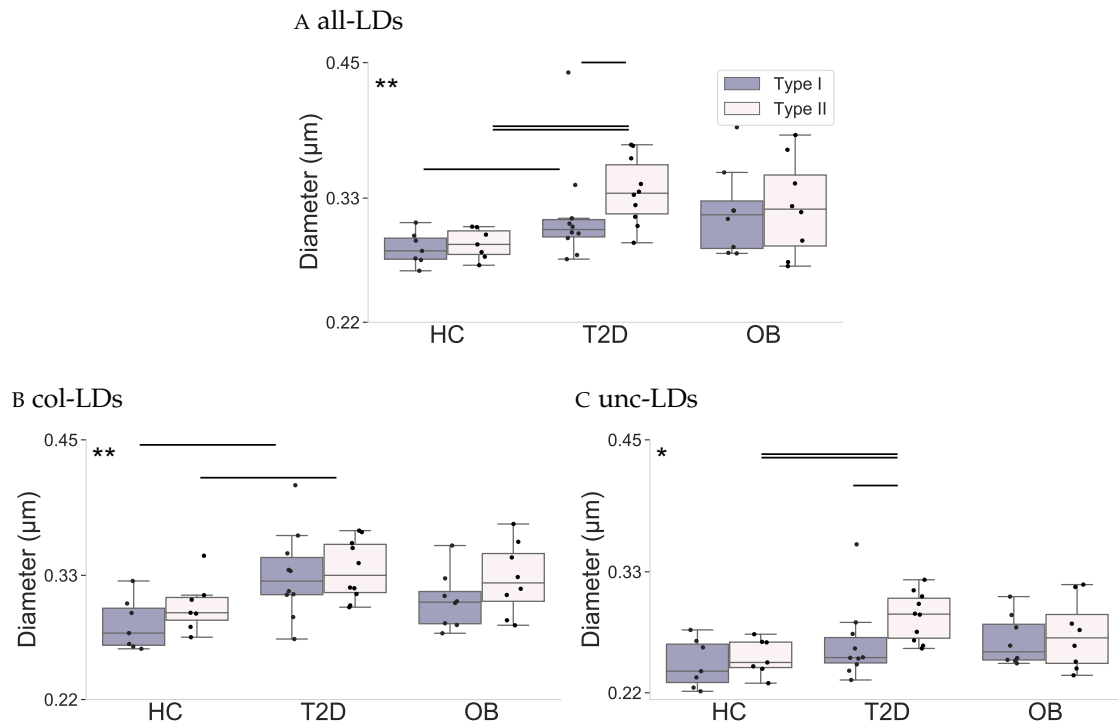 A all-LDs
0.45
**
Type I
Type II
Diameter (µm)
0.33
0.22
HC T2D OB
B col-LDs
0.45
**
Diameter (µm)
0.33
0.22
HC T2D OB
C unc-LDs
0.45
*
Diameter (µm)
0.33
0.22
HC T2D OB